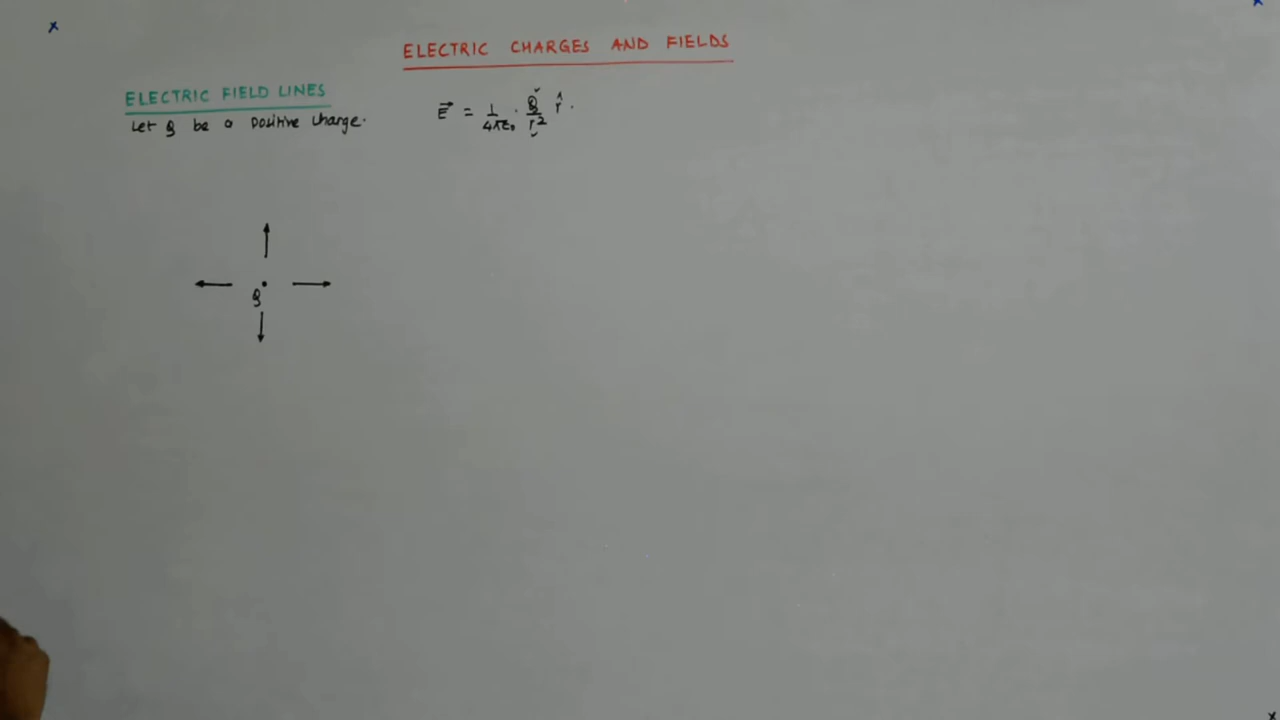 ELECTRIC CHARGES AND FIELDS
ELECTRIC FIELD LINES
Let Q be a positive charge.
E⃗ = 1/4πε₀ · Q/r² r̂ .
Q